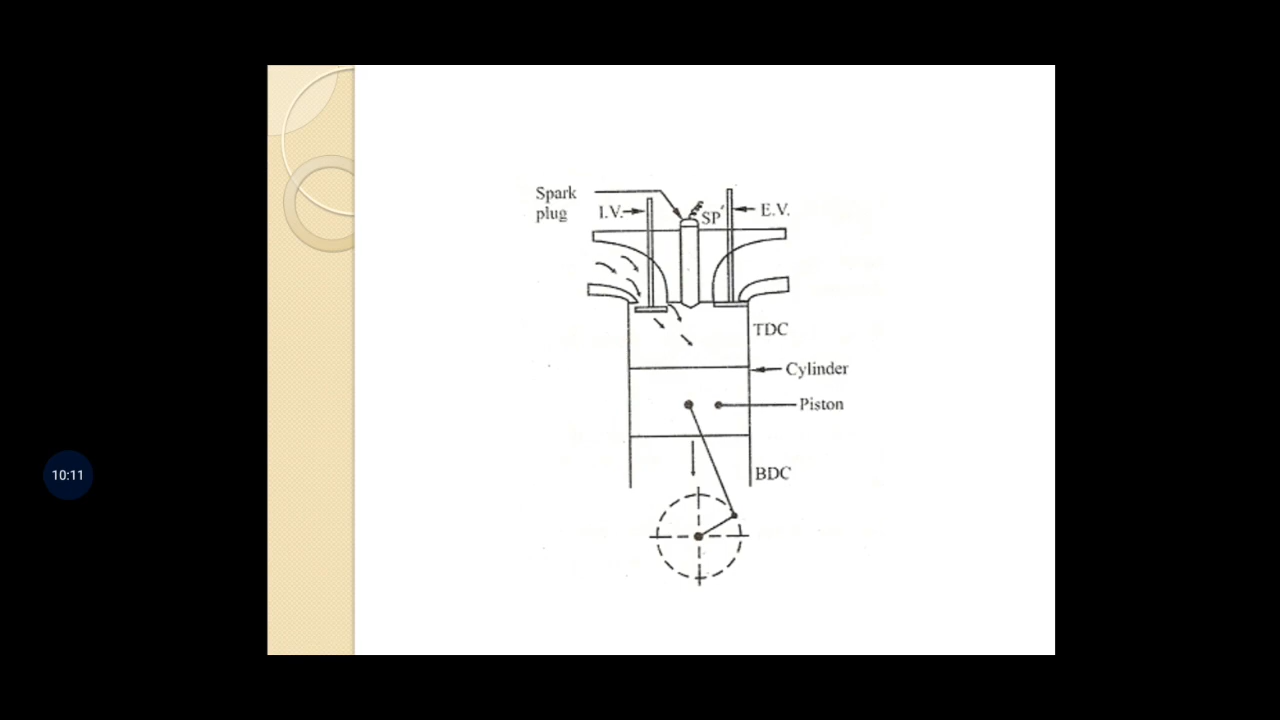 Spark
plug
I.V.
SP'
E.V.
TDC
Cylinder
Piston
BDC
10:11